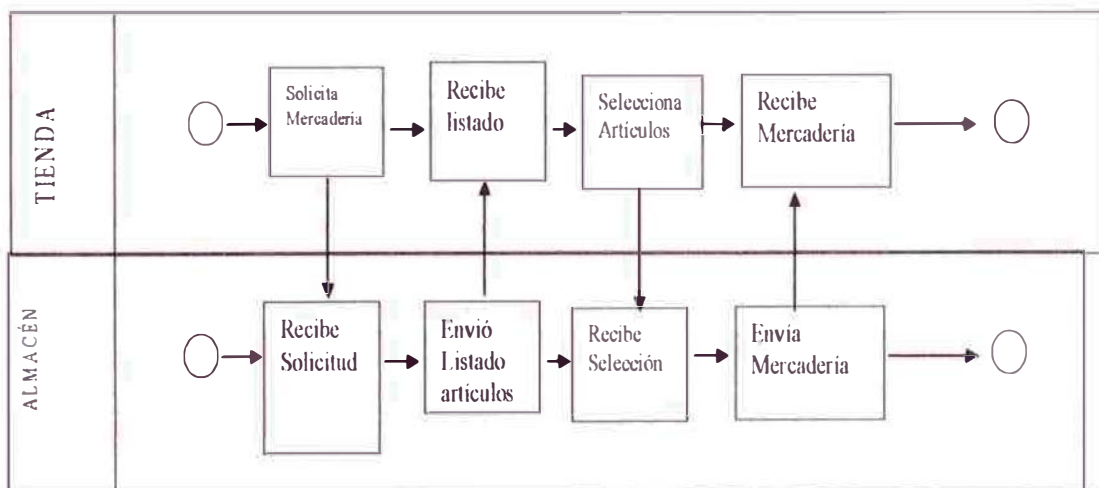 TIENDA
Solicita
Mercadería
Recibe
listado
Selecciona
Artículos
Recibe
Mercadería
ALMACÉN
Recibe
Solicitud
Envió
Listado
artículos
Recibe
Selección
Envía
Mercadería